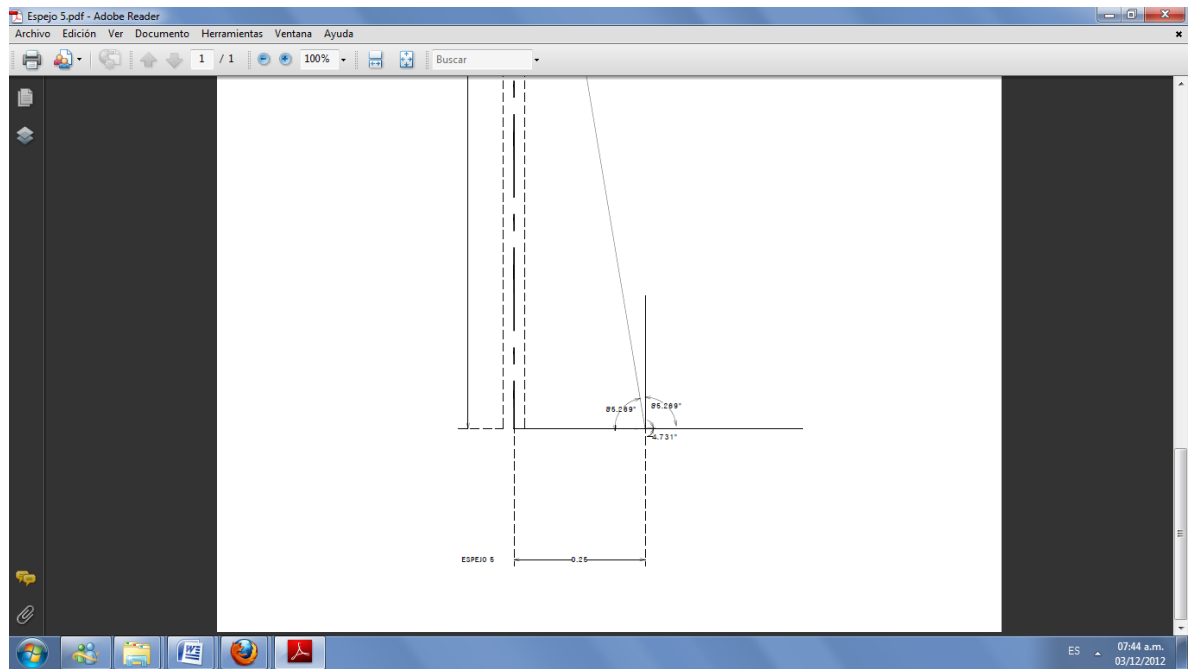 Espejo 5.pdf - Adobe Reader
Archivo Edición Ver Documento Herramientas Ventana Ayuda
1 / 1 100% Buscar
85.269° 85.269°
4.731°
ESPEJO 5 0.25
ES 07:44 a.m.
03/12/2012